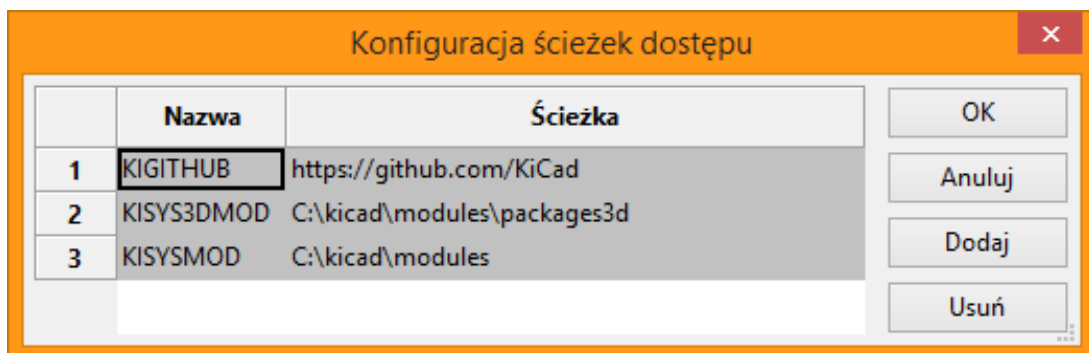 Konfiguracja ścieżek dostępu
×
Nazwa Ścieżka
1 KIGITHUB https://github.com/KiCad
2 KISYS3DMOD C:\kicad\modules\packages3d
3 KISYSMOD C:\kicad\modules
OK
Anuluj
Dodaj
Usuń